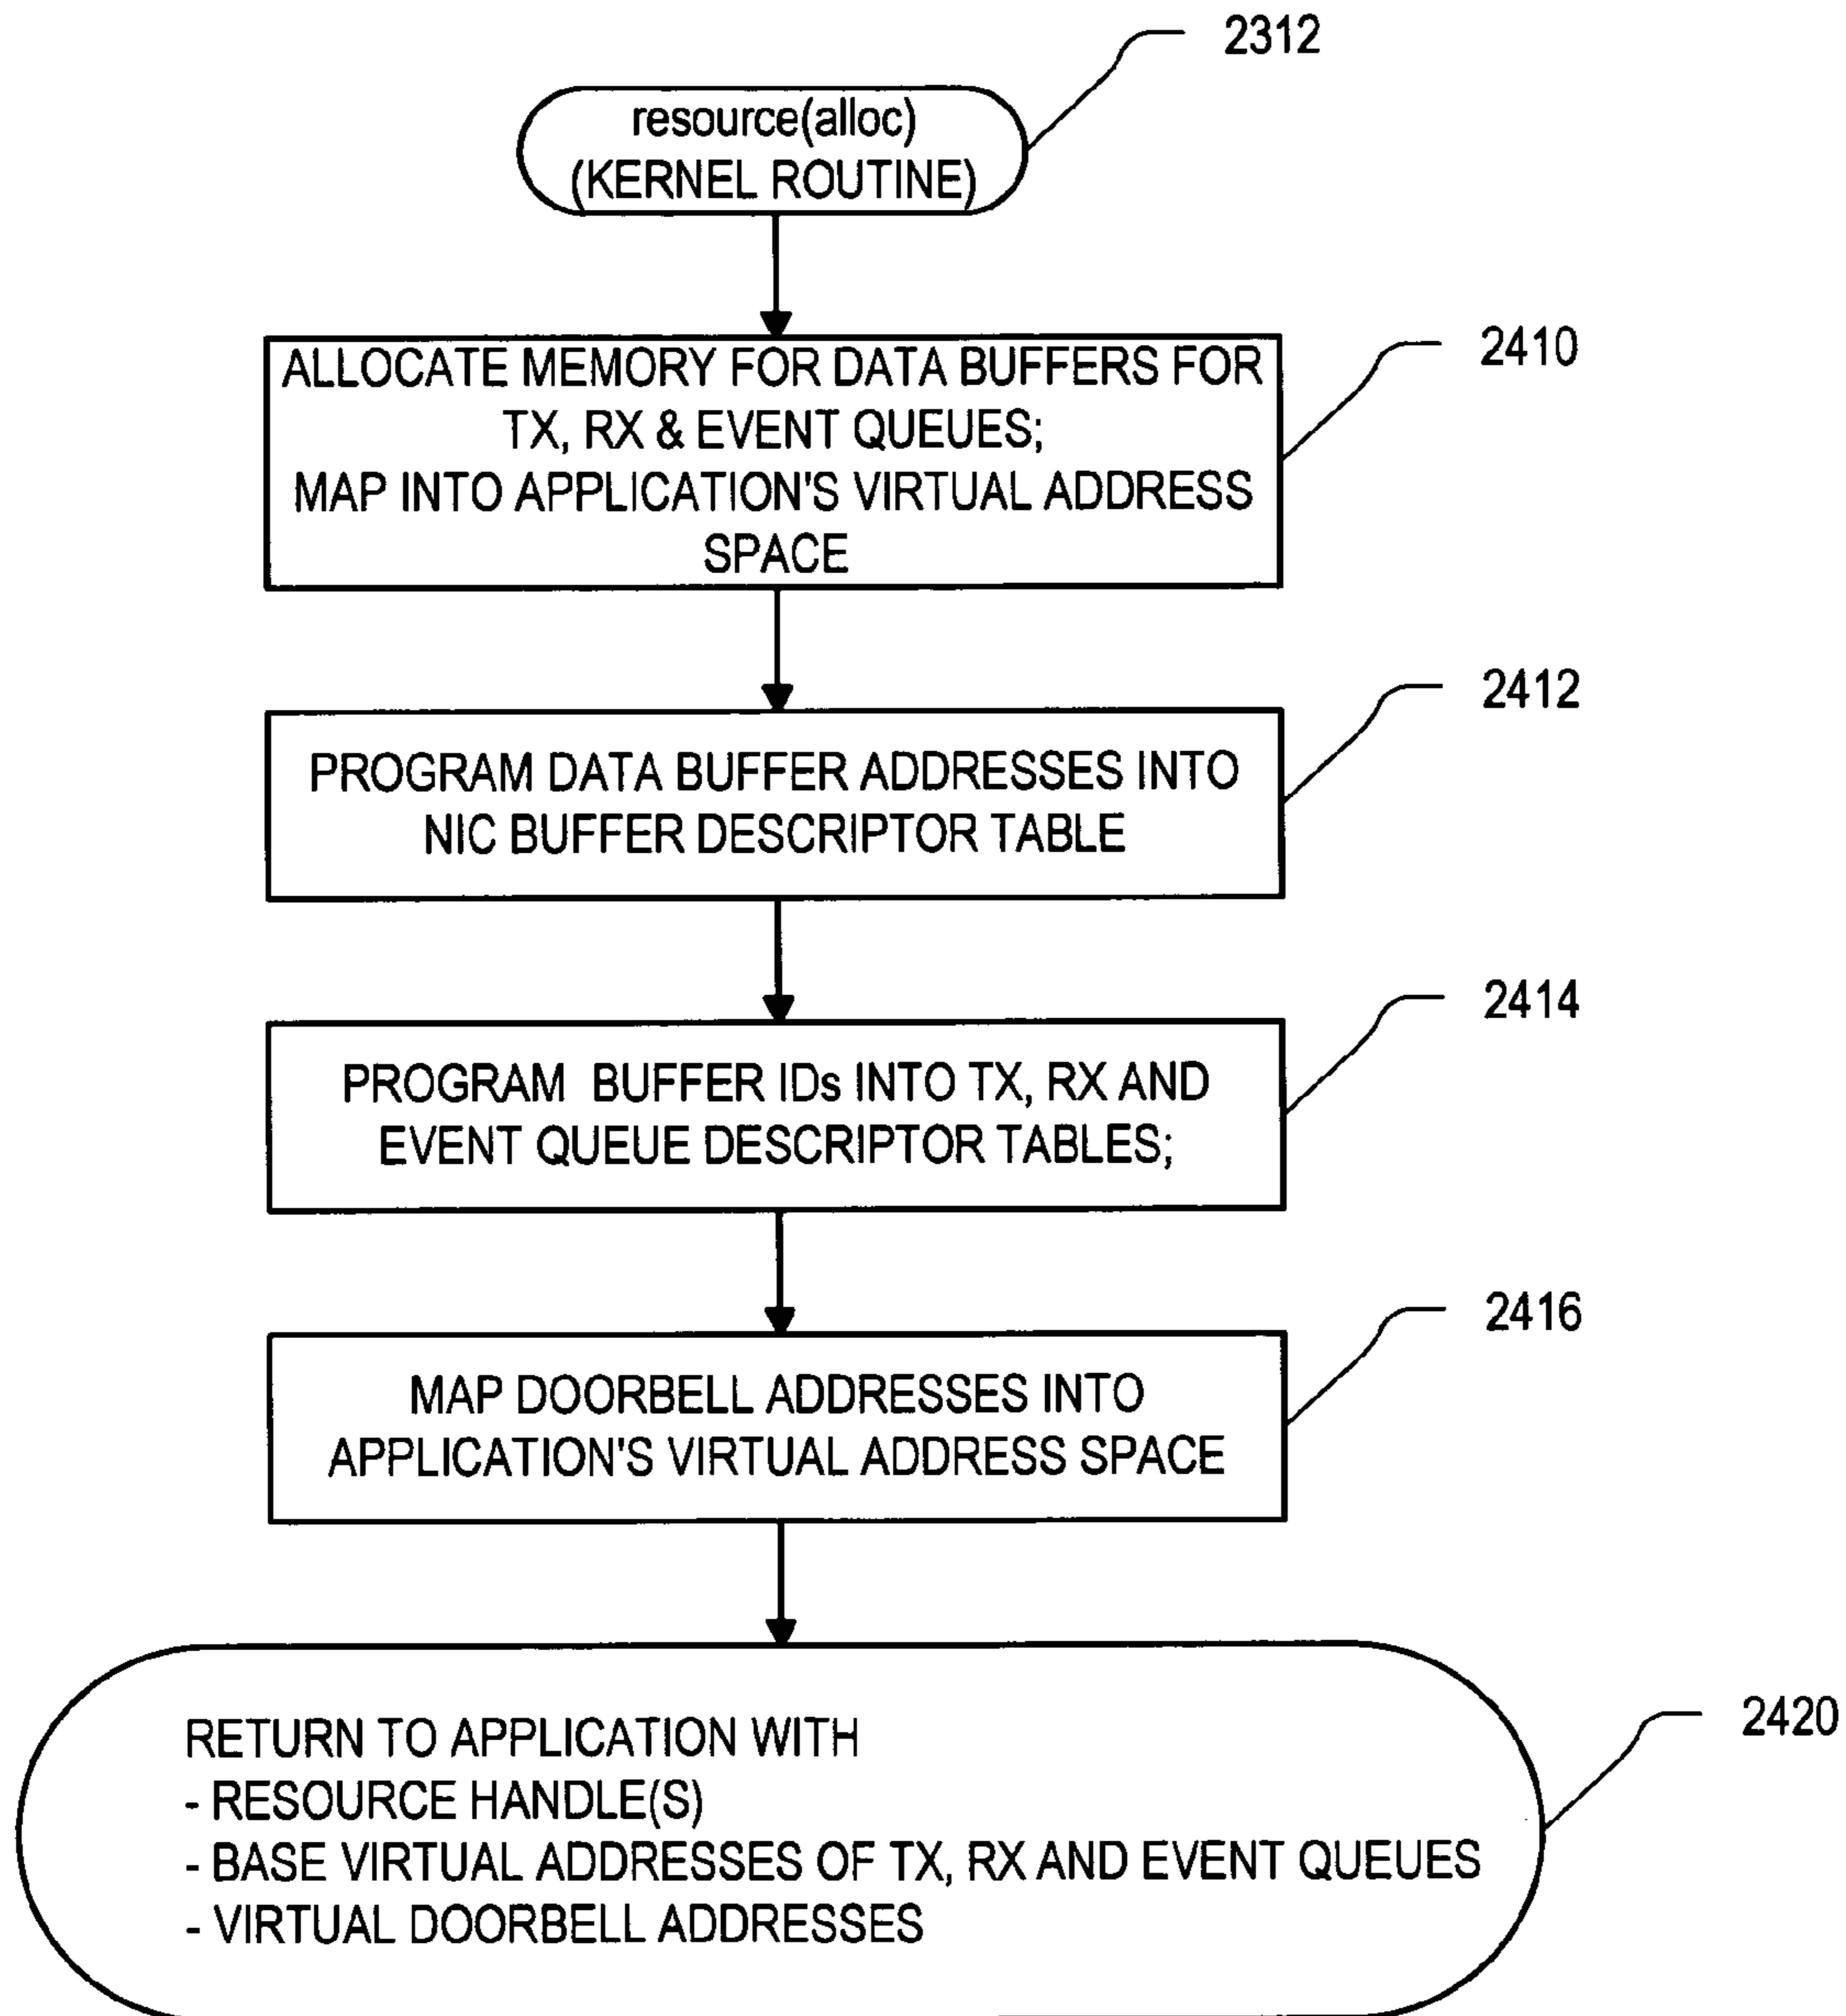 2312
resource(alloc)
(KERNEL ROUTINE)
2410
ALLOCATE MEMORY FOR DATA BUFFERS FOR
TX, RX & EVENT QUEUES;
MAP INTO APPLICATION'S VIRTUAL ADDRESS
SPACE
2412
PROGRAM DATA BUFFER ADDRESSES INTO
NIC BUFFER DESCRIPTOR TABLE
2414
PROGRAM BUFFER IDs INTO TX, RX AND
EVENT QUEUE DESCRIPTOR TABLES;
2416
MAP DOORBELL ADDRESSES INTO
APPLICATION'S VIRTUAL ADDRESS SPACE
2420
RETURN TO APPLICATION WITH
- RESOURCE HANDLE(S)
- BASE VIRTUAL ADDRESSES OF TX, RX AND EVENT QUEUES
- VIRTUAL DOORBELL ADDRESSES